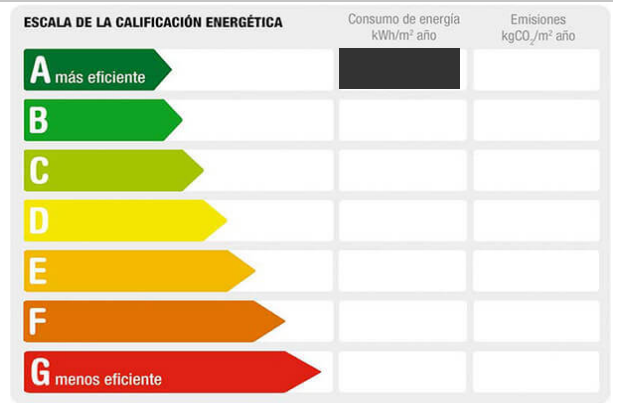 ESCALA DE LA CALIFICACIÓN ENERGÉTICA
Consumo de energía
kWh/m² año
Emisiones
kgCO₂/m² año
A más eficiente
B
C
D
E
F
G menos eficiente